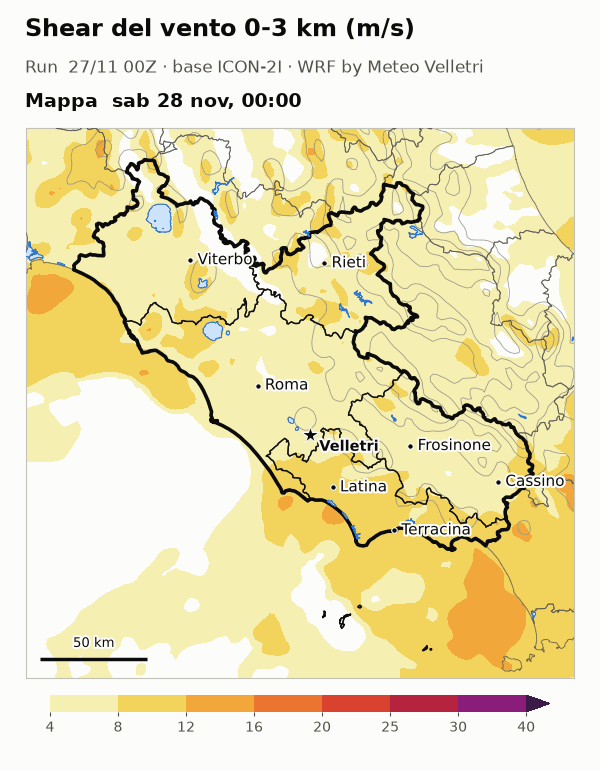 Shear del vento 0-3 km (m/s)
Run  27/11 00Z · base ICON-2I · WRF by Meteo Velletri
Mappa  sab 28 nov, 00:00
Viterbo
Rieti
Roma
Velletri
Frosinone
Cassino
Latina
Terracina
50 km
4 8 12 16 20 25 30 40